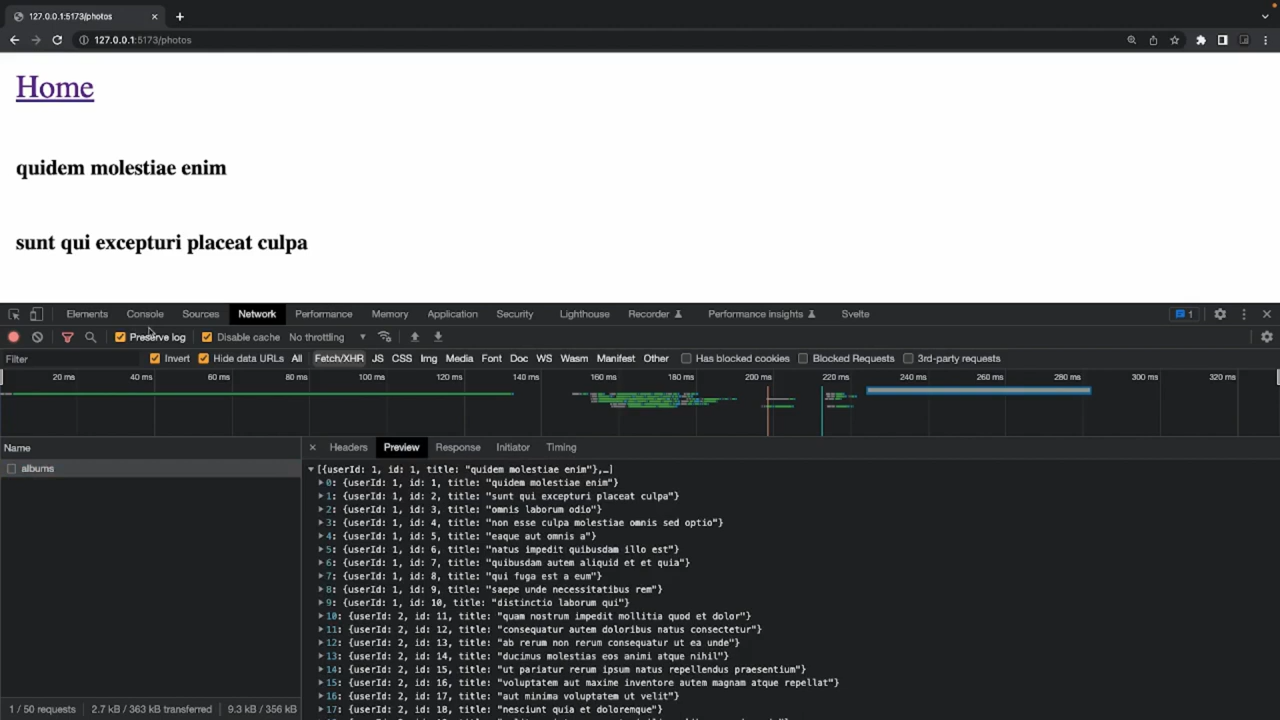 127.0.0.1:5173/photos
127.0.0.1:5173/photos
Home
quidem molestiae enim
sunt qui excepturi placeat culpa
Elements Console Sources Network Performance Memory Application Security Lighthouse Recorder Performance insights Svelte 1
Preserve log Disable cache No throttling
Filter Invert Hide data URLs All Fetch/XHR JS CSS Img Media Font Doc WS Wasm Manifest Other Has blocked cookies Blocked Requests 3rd-party requests
20 ms 40 ms 60 ms 80 ms 100 ms 120 ms 140 ms 160 ms 180 ms 200 ms 220 ms 240 ms 260 ms 280 ms 300 ms 320 ms
Name Headers Preview Response Initiator Timing
albums
[{userId: 1, id: 1, title: "quidem molestiae enim"},…]
0: {userId: 1, id: 1, title: "quidem molestiae enim"}
1: {userId: 1, id: 2, title: "sunt qui excepturi placeat culpa"}
2: {userId: 1, id: 3, title: "omnis laborum odio"}
3: {userId: 1, id: 4, title: "non esse culpa molestiae omnis sed optio"}
4: {userId: 1, id: 5, title: "eaque aut omnis a"}
5: {userId: 1, id: 6, title: "natus impedit quibusdam illo est"}
6: {userId: 1, id: 7, title: "quibusdam autem aliquid et et quia"}
7: {userId: 1, id: 8, title: "qui fuga est a eum"}
8: {userId: 1, id: 9, title: "saepe unde necessitatibus rem"}
9: {userId: 1, id: 10, title: "distinctio laborum qui"}
10: {userId: 2, id: 11, title: "quam nostrum impedit mollitia quod et dolor"}
11: {userId: 2, id: 12, title: "consequatur autem doloribus natus consectetur"}
12: {userId: 2, id: 13, title: "ab rerum non rerum consequatur ut ea unde"}
13: {userId: 2, id: 14, title: "ducimus molestias eos animi atque nihil"}
14: {userId: 2, id: 15, title: "ut pariatur rerum ipsum natus repellendus praesentium"}
15: {userId: 2, id: 16, title: "voluptatem aut maxime inventore autem magnam atque repellat"}
16: {userId: 2, id: 17, title: "aut minima voluptatem ut velit"}
17: {userId: 2, id: 18, title: "nesciunt quia et doloremque"}
1 / 50 requests 2.7 kB / 363 kB transferred 9.3 kB / 356 kB